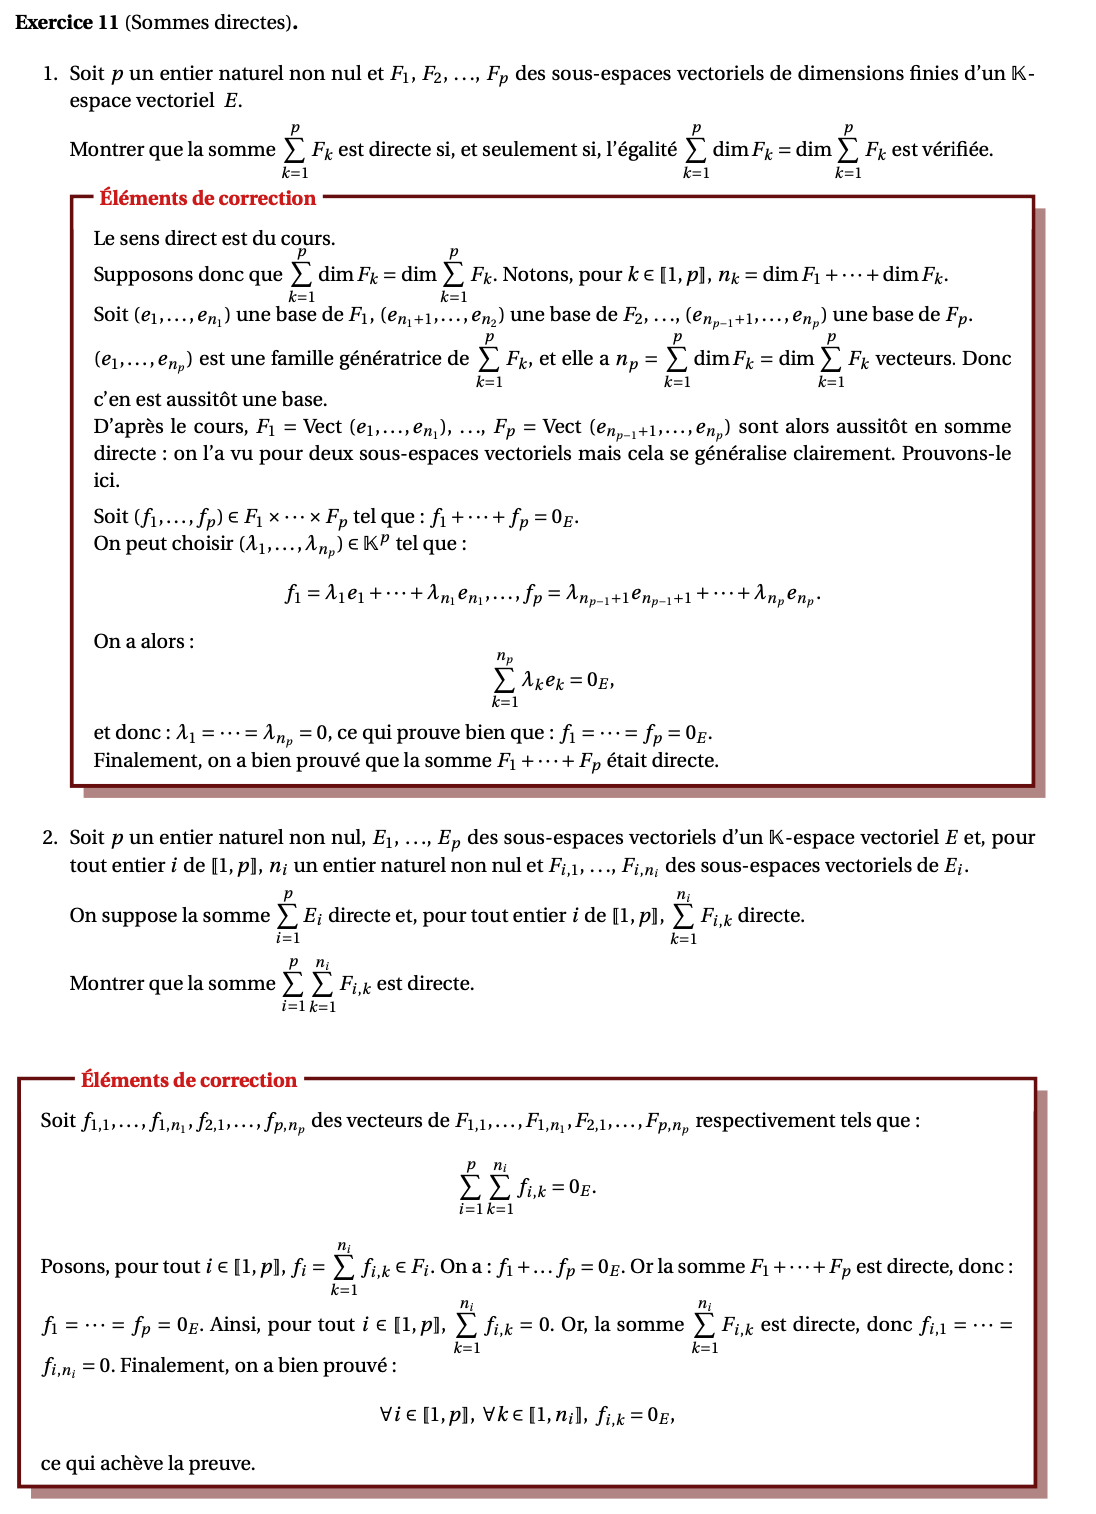 Exercice 11 (Sommes directes).
1. Soit p un entier naturel non nul et F₁, F₂, …, Fₚ des sous-espaces vectoriels de dimensions finies d’un 𝕂-
espace vectoriel E.
Montrer que la somme $\sum_{k=1}^{p} F_k$ est directe si, et seulement si, l’égalité $\sum_{k=1}^{p} \dim F_k = \dim \sum_{k=1}^{p} F_k$ est vérifiée.
Éléments de correction
Le sens direct est du cours.
Supposons donc que $\sum_{k=1}^{p} \dim F_k = \dim \sum_{k=1}^{p} F_k$. Notons, pour $k \in ⟦1, p⟧$, $n_k = \dim F_1 + \cdots + \dim F_k$.
Soit $(e_1, \ldots, e_{n_1})$ une base de $F_1$, $(e_{n_1+1}, \ldots, e_{n_2})$ une base de $F_2$, …, $(e_{n_{p-1}+1}, \ldots, e_{n_p})$ une base de $F_p$.
$(e_1, \ldots, e_{n_p})$ est une famille génératrice de $\sum_{k=1}^{p} F_k$, et elle a $n_p = \sum_{k=1}^{p} \dim F_k = \dim \sum_{k=1}^{p} F_k$ vecteurs. Donc
c’en est aussitôt une base.
D’après le cours, $F_1 = \text{Vect}\,(e_1, \ldots, e_{n_1})$, …, $F_p = \text{Vect}\,(e_{n_{p-1}+1}, \ldots, e_{n_p})$ sont alors aussitôt en somme
directe : on l’a vu pour deux sous-espaces vectoriels mais cela se généralise clairement. Prouvons-le
ici.
Soit $(f_1, \ldots, f_p) \in F_1 \times \cdots \times F_p$ tel que : $f_1 + \cdots + f_p = 0_E$.
On peut choisir $(\lambda_1, \ldots, \lambda_{n_p}) \in 𝕂^p$ tel que :
$f_1 = \lambda_1 e_1 + \cdots + \lambda_{n_1} e_{n_1}, \ldots, f_p = \lambda_{n_{p-1}+1} e_{n_{p-1}+1} + \cdots + \lambda_{n_p} e_{n_p}.$
On a alors :
$\sum_{k=1}^{n_p} \lambda_k e_k = 0_E,$
et donc : $\lambda_1 = \cdots = \lambda_{n_p} = 0$, ce qui prouve bien que : $f_1 = \cdots = f_p = 0_E$.
Finalement, on a bien prouvé que la somme $F_1 + \cdots + F_p$ était directe.
2. Soit p un entier naturel non nul, $E_1$, …, $E_p$ des sous-espaces vectoriels d’un 𝕂-espace vectoriel E et, pour
tout entier i de ⟦1, p⟧, $n_i$ un entier naturel non nul et $F_{i,1}$, …, $F_{i,n_i}$ des sous-espaces vectoriels de $E_i$.
On suppose la somme $\sum_{i=1}^{p} E_i$ directe et, pour tout entier i de ⟦1, p⟧, $\sum_{k=1}^{n_i} F_{i,k}$ directe.
Montrer que la somme $\sum_{i=1}^{p} \sum_{k=1}^{n_i} F_{i,k}$ est directe.
Éléments de correction
Soit $f_{1,1}, \ldots, f_{1,n_1}, f_{2,1}, \ldots, f_{p,n_p}$ des vecteurs de $F_{1,1}, \ldots, F_{1,n_1}, F_{2,1}, \ldots, F_{p,n_p}$ respectivement tels que :
$\sum_{i=1}^{p} \sum_{k=1}^{n_i} f_{i,k} = 0_E.$
Posons, pour tout $i \in ⟦1, p⟧$, $f_i = \sum_{k=1}^{n_i} f_{i,k} \in F_i$. On a : $f_1 + \ldots f_p = 0_E$. Or la somme $F_1 + \cdots + F_p$ est directe, donc :
$f_1 = \cdots = f_p = 0_E$. Ainsi, pour tout $i \in ⟦1, p⟧$, $\sum_{k=1}^{n_i} f_{i,k} = 0$. Or, la somme $\sum_{k=1}^{n_i} F_{i,k}$ est directe, donc $f_{i,1} = \cdots =$
$f_{i,n_i} = 0$. Finalement, on a bien prouvé :
$\forall i \in ⟦1, p⟧, \forall k \in ⟦1, n_i⟧, f_{i,k} = 0_E,$
ce qui achève la preuve.